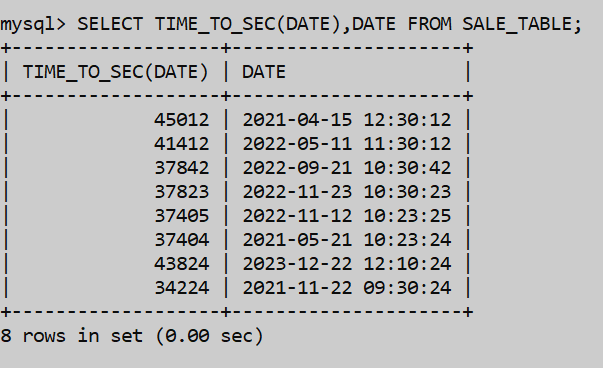 mysql> SELECT TIME_TO_SEC(DATE),DATE FROM SALE_TABLE;
+-------------------+---------------------+
| TIME_TO_SEC(DATE) | DATE                |
+-------------------+---------------------+
|             45012 | 2021-04-15 12:30:12 |
|             41412 | 2022-05-11 11:30:12 |
|             37842 | 2022-09-21 10:30:42 |
|             37823 | 2022-11-23 10:30:23 |
|             37405 | 2022-11-12 10:23:25 |
|             37404 | 2021-05-21 10:23:24 |
|             43824 | 2023-12-22 12:10:24 |
|             34224 | 2021-11-22 09:30:24 |
+-------------------+---------------------+
8 rows in set (0.00 sec)